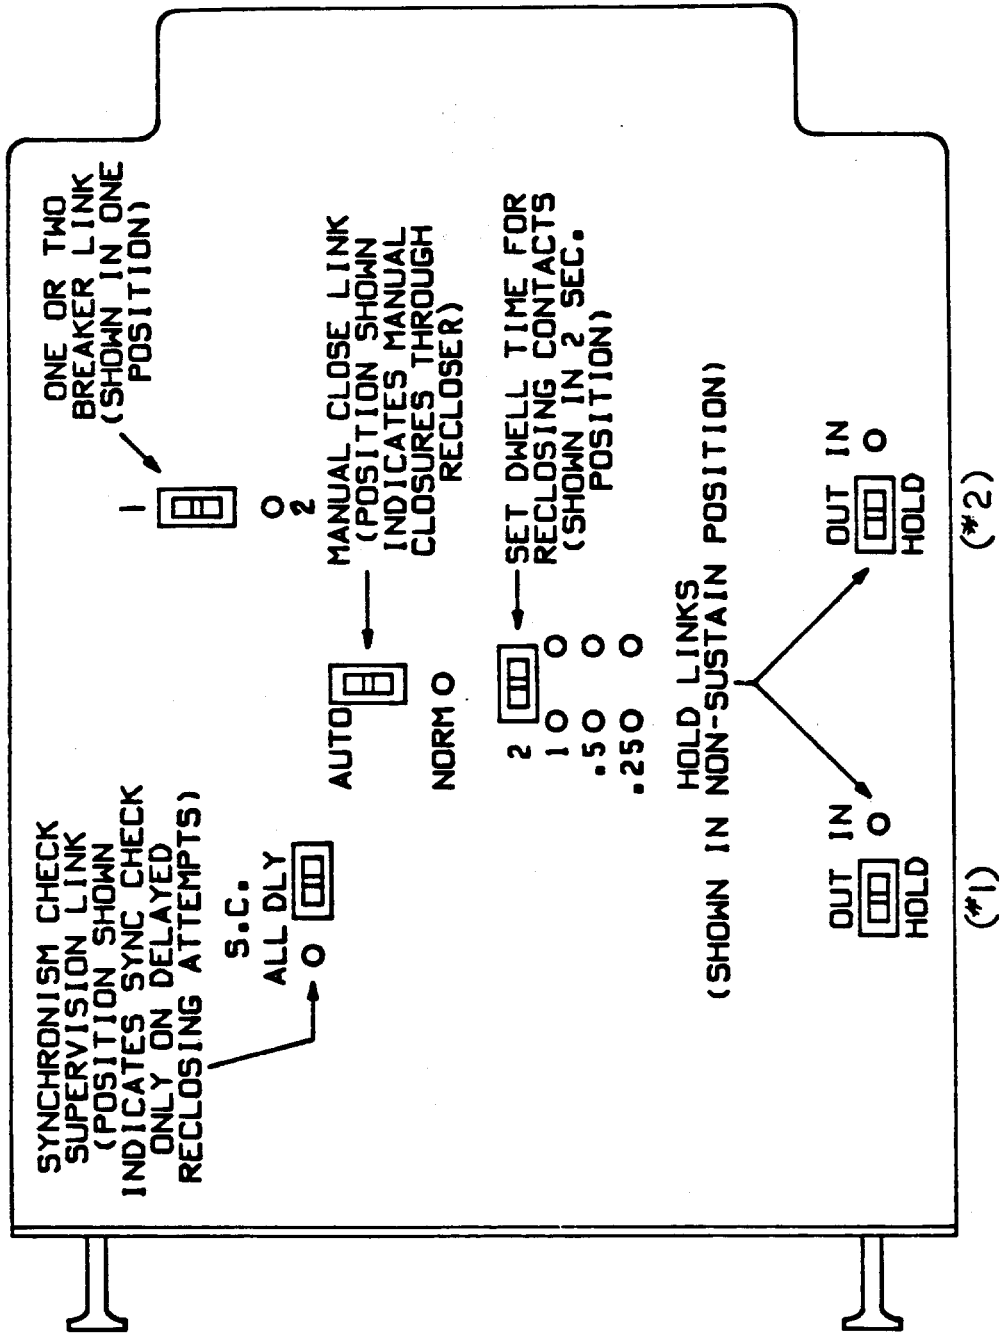 SYNCHRONISM CHECK
SUPERVISION LINK
(POSITION SHOWN
INDICATES SYNC CHECK
ONLY ON DELAYED
RECLOSING ATTEMPTS)
S.C.
ALL DLY
ONE OR TWO
BREAKER LINK
(SHOWN IN ONE
POSITION)
1
2
AUTO
NORM
MANUAL CLOSE LINK
(POSITION SHOWN
INDICATES MANUAL
CLOSURES THROUGH
RECLOSER)
2
1
.5
.25
SET DWELL TIME FOR
RECLOSING CONTACTS
(SHOWN IN 2 SEC.
POSITION)
HOLD LINKS
(SHOWN IN NON-SUSTAIN POSITION)
OUT IN
HOLD
(#1)
OUT IN
HOLD
(#2)